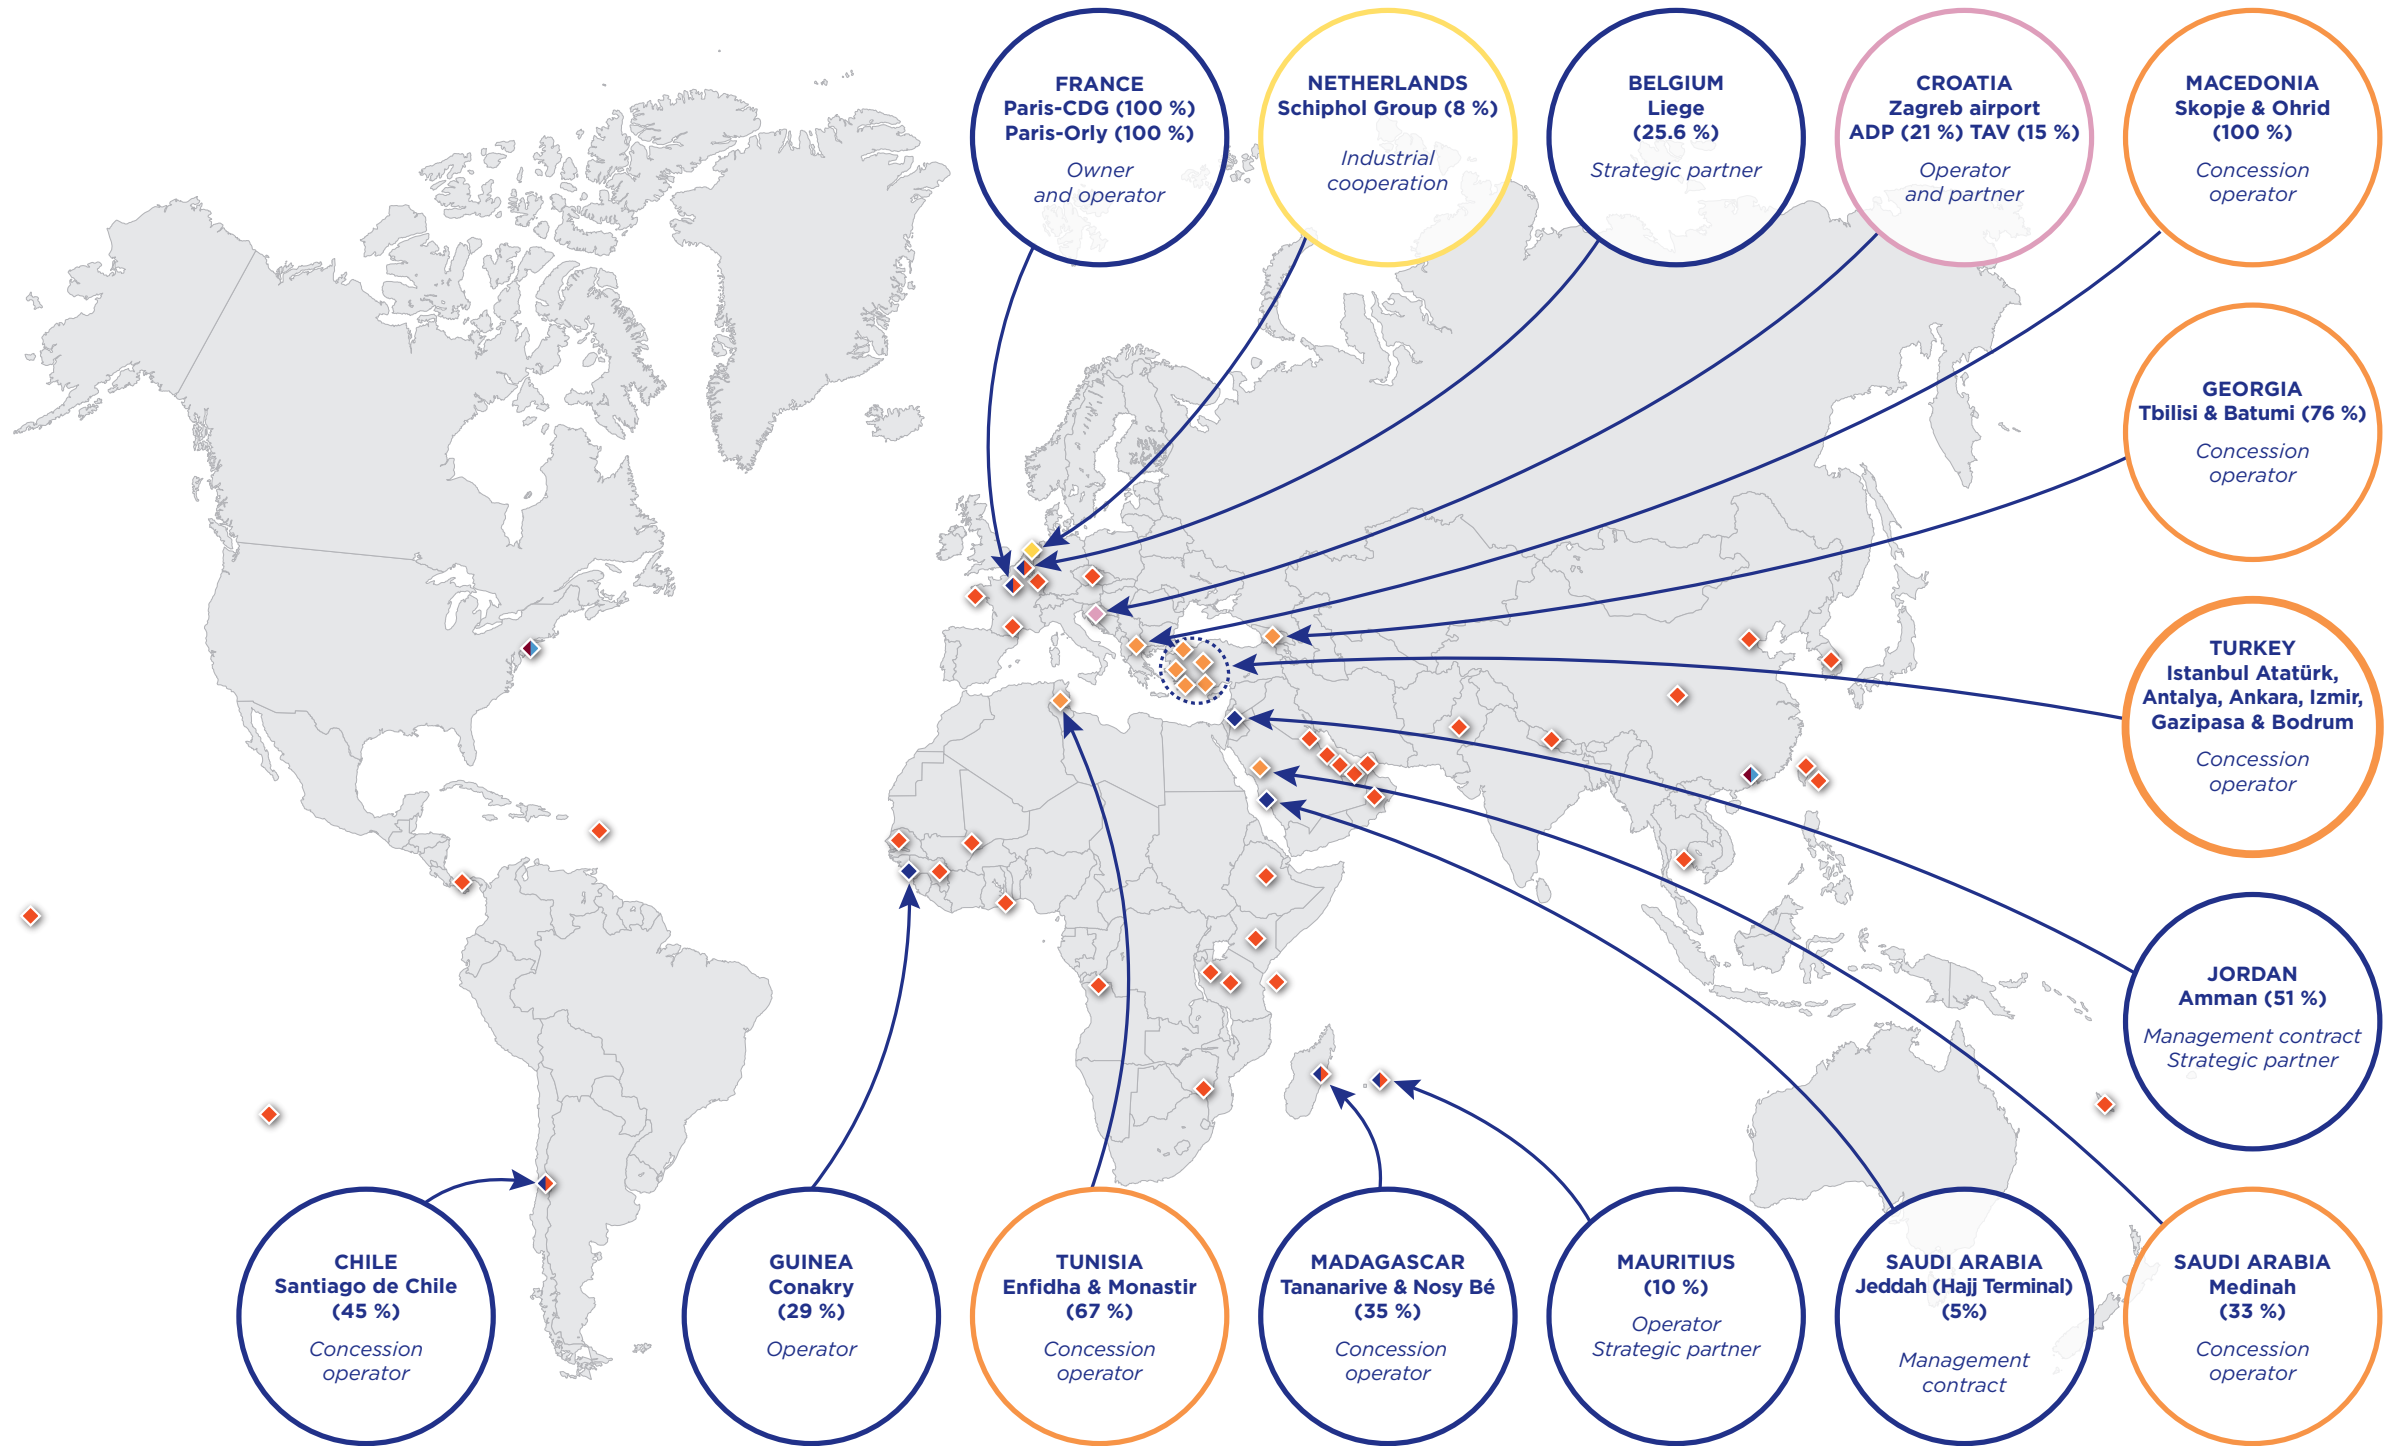 FRANCE
Paris-CDG (100 %)
Paris-Orly (100 %)
Owner
and operator
NETHERLANDS
Schiphol Group (8 %)
Industrial
cooperation
BELGIUM
Liege
(25.6 %)
Strategic partner
CROATIA
Zagreb airport
ADP (21 %) TAV (15 %)
Operator
and partner
MACEDONIA
Skopje & Ohrid
(100 %)
Concession
operator
GEORGIA
Tbilisi & Batumi (76 %)
Concession
operator
TURKEY
Istanbul Atatürk,
Antalya, Ankara, Izmir,
Gazipasa & Bodrum
Concession
operator
JORDAN
Amman (51 %)
Management contract
Strategic partner
CHILE
Santiago de Chile
(45 %)
Concession
operator
GUINEA
Conakry
(29 %)
Operator
TUNISIA
Enfidha & Monastir
(67 %)
Concession
operator
MADAGASCAR
Tananarive & Nosy Bé
(35 %)
Concession
operator
MAURITIUS
(10 %)
Operator
Strategic partner
SAUDI ARABIA
Jeddah (Hajj Terminal)
(5%)
Management
contract
SAUDI ARABIA
Medinah
(33 %)
Concession
operator